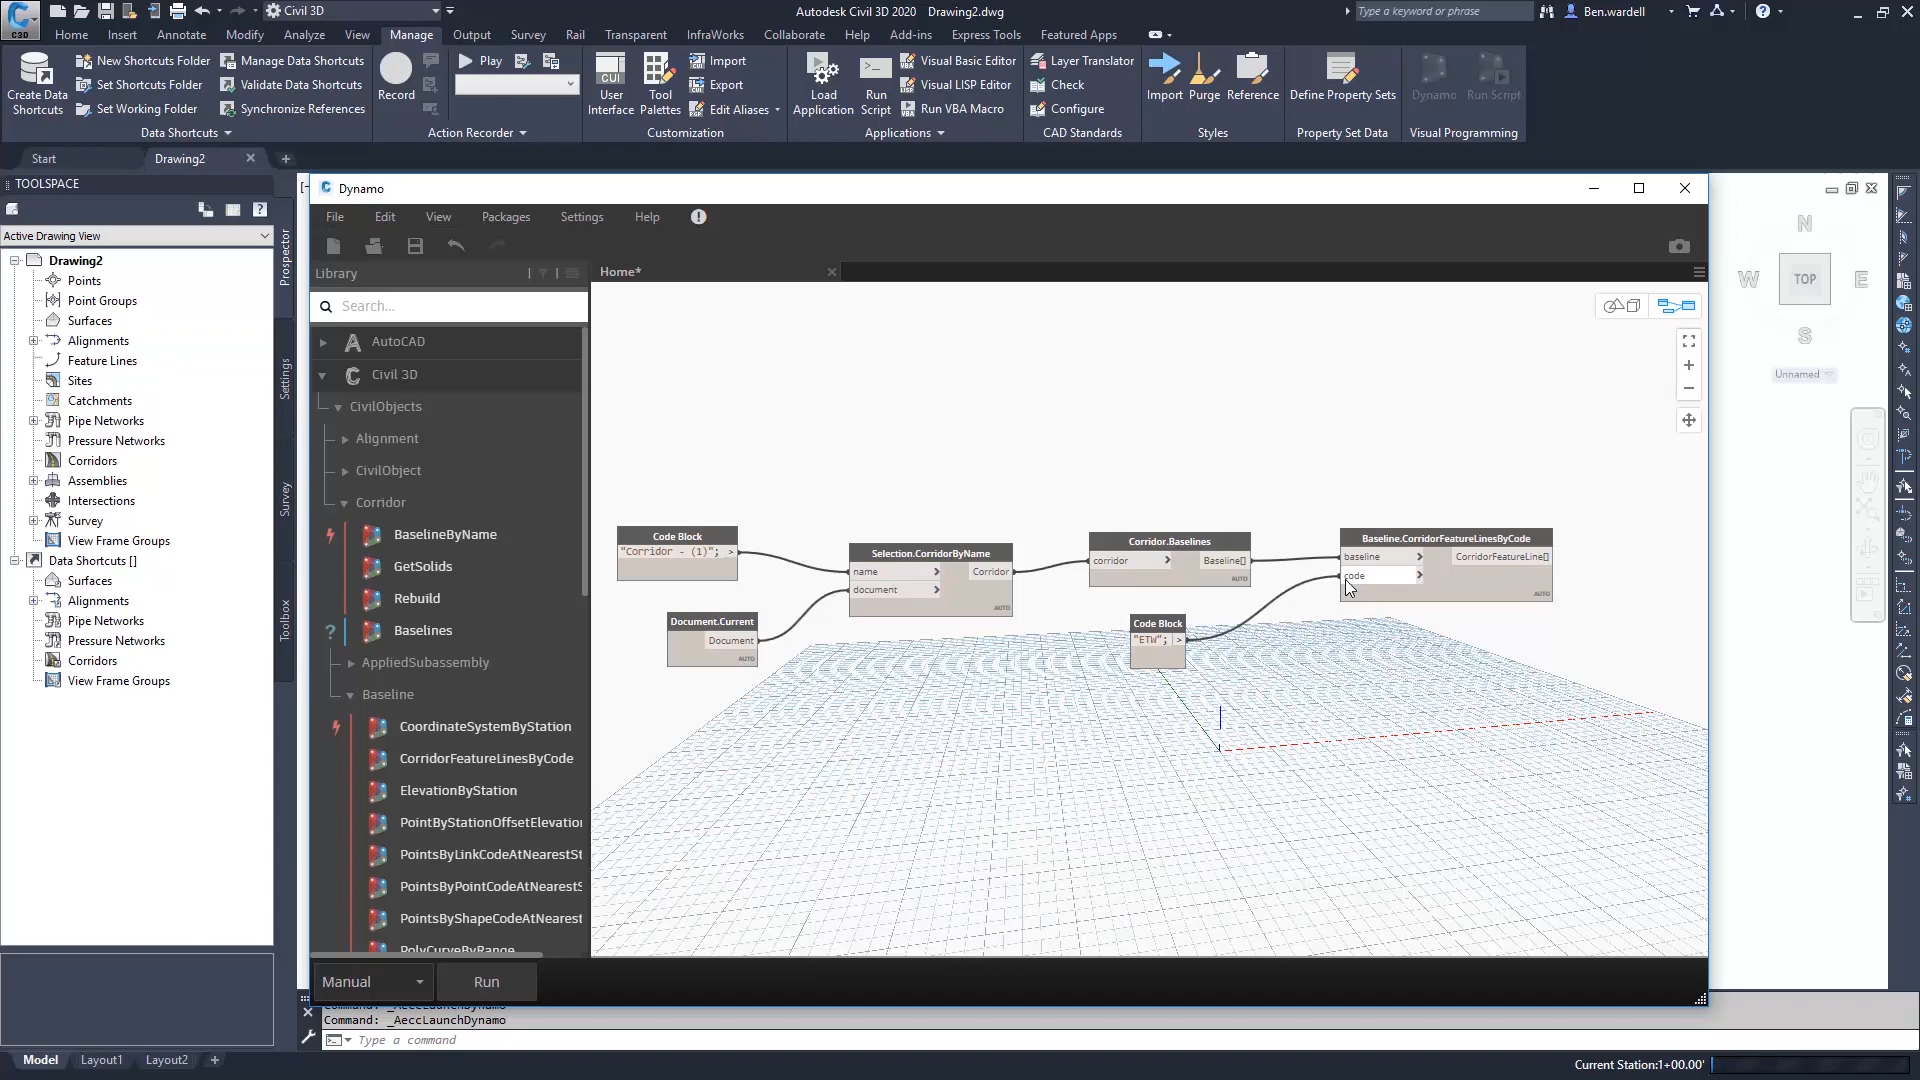 Civil 3D
Autodesk Civil 3D 2020 Drawing2.dwg
Type a keyword or phrase
Ben.wardell
C3D
Home Insert Annotate Modify Analyze View Manage Output Survey Rail Transparent InfraWorks Collaborate Help Add-ins Express Tools Featured Apps
Create Data Shortcuts
New Shortcuts Folder
Set Shortcuts Folder
Set Working Folder
Manage Data Shortcuts
Validate Data Shortcuts
Synchronize References
Data Shortcuts
Record
Play
Action Recorder
CUI
User Interface
Tool Palettes
Import
Export
Edit Aliases
Customization
Load Application
Run Script
Visual Basic Editor
Visual LISP Editor
Run VBA Macro
Applications
Layer Translator
Check
Configure
CAD Standards
Import
Purge
Reference
Styles
Define Property Sets
Property Set Data
Dynamo
Run Script
Visual Programming
Start
Drawing2
TOOLSPACE
Active Drawing View
Drawing2
Points
Point Groups
Surfaces
Alignments
Feature Lines
Sites
Catchments
Pipe Networks
Pressure Networks
Corridors
Assemblies
Intersections
Survey
View Frame Groups
Data Shortcuts []
Surfaces
Alignments
Pipe Networks
Pressure Networks
Corridors
View Frame Groups
Prospector
Settings
Survey
Toolbox
Dynamo
File Edit View Packages Settings Help
Library
Home*
Search...
AutoCAD
Civil 3D
CivilObjects
Alignment
CivilObject
Corridor
BaselineByName
GetSolids
Rebuild
Baselines
AppliedSubassembly
Baseline
CoordinateSystemByStation
CorridorFeatureLinesByCode
ElevationByStation
PointByStationOffsetElevation
PointsByLinkCodeAtNearestSt
PointsByPointCodeAtNearestS
PointsByShapeCodeAtNearest
PolyCurveByRange
Manual
Run
Code Block
"Corridor - (1)"; >
Document.Current
Document
AUTO
Selection.CorridorByName
name > Corridor
document >
AUTO
Corridor.Baselines
corridor > Baseline[]
AUTO
Code Block
"ETW"; >
Baseline.CorridorFeatureLinesByCode
baseline > CorridorFeatureLine[]
code >
AUTO
N
W TOP E
S
Unnamed
Command: _AeccLaunchDynamo
Command: _AeccLaunchDynamo
Type a command
Model Layout1 Layout2
Current Station:1+00.00'